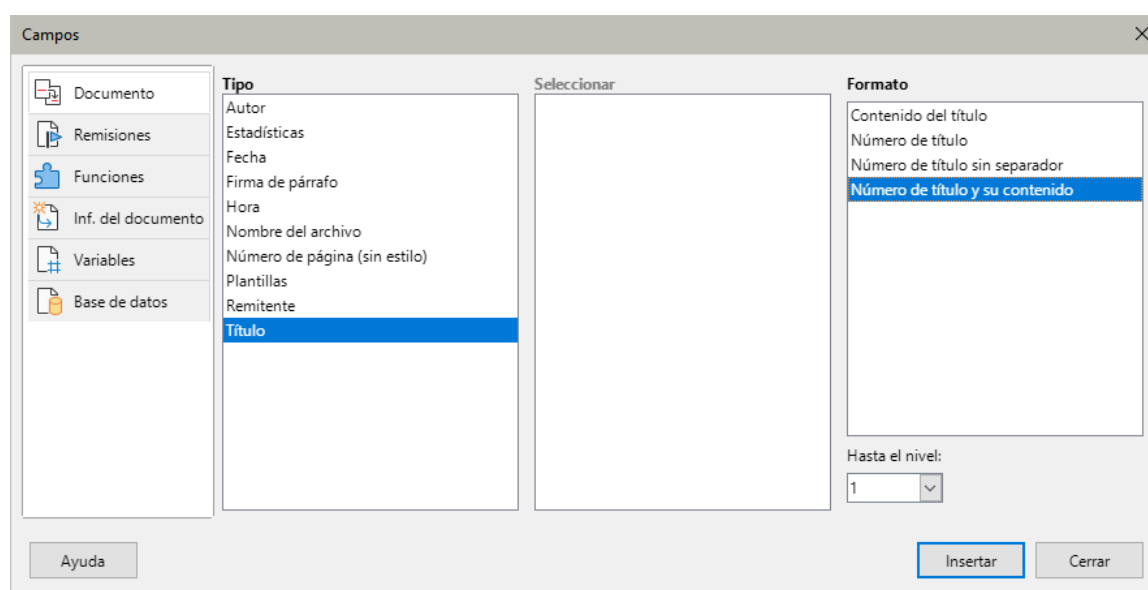 Campos
Documento
Remisiones
Funciones
Inf. del documento
Variables
Base de datos
Tipo
Autor
Estadísticas
Fecha
Firma de párrafo
Hora
Nombre del archivo
Número de página (sin estilo)
Plantillas
Remitente
Título
Seleccionar
Formato
Contenido del título
Número de título
Número de título sin separador
Número de título y su contenido
Hasta el nivel:
1
Ayuda
Insertar
Cerrar